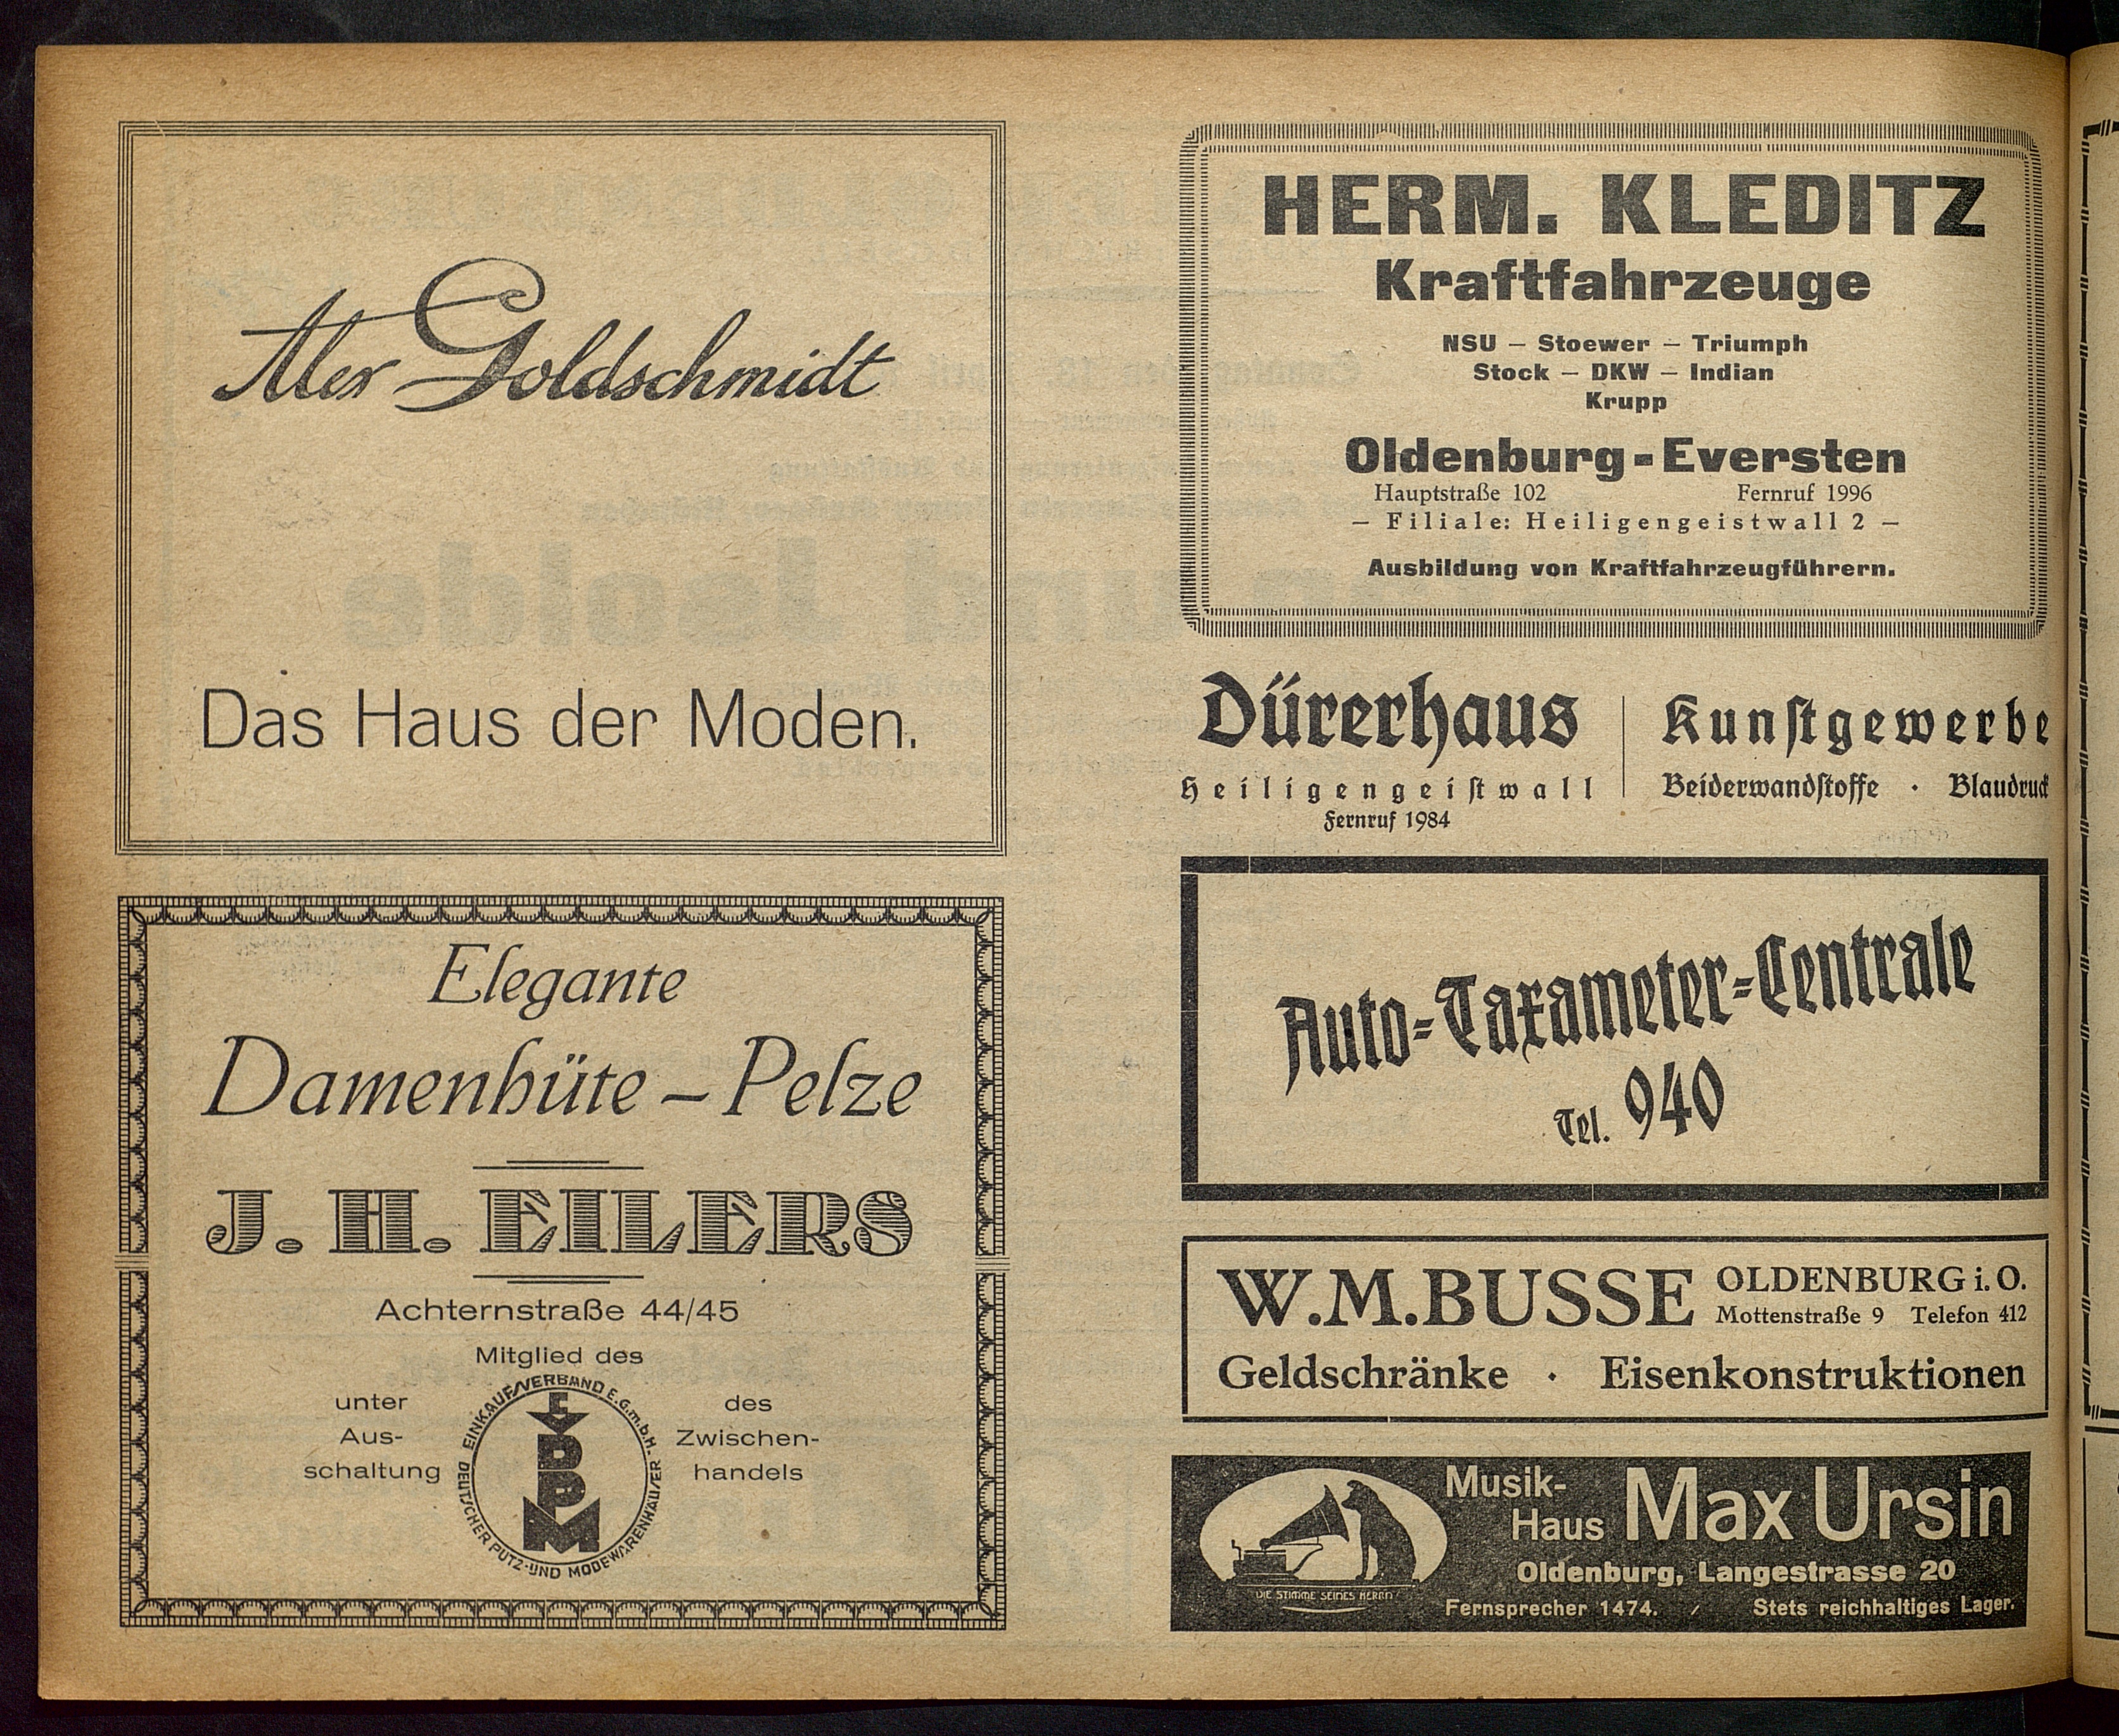 Alex Goldschmidt
Das Haus der Moden.
Elegante
Damenhüte – Pelze
J. H. EILERS
Achternstraße 44/45
Mitglied des
unter
Aus-
schaltung
EINKAUFSVERBAND E.G.m.b.H.
DEUTSCHER PUTZ- UND MODEWARENHÄUSER
EV
D
P
M
des
Zwischen-
handels
HERM. KLEDITZ
Kraftfahrzeuge
NSU – Stoewer – Triumph
Stock – DKW – Indian
Krupp
Oldenburg-Eversten
Hauptstraße 102 Fernruf 1996
– Filiale: Heiligengeistwall 2 –
Ausbildung von Kraftfahrzeugführern.
Dürerhaus
Heiligengeistwall
Fernruf 1984
Kunstgewerbe
Beiderwandstoffe · Blaudruck
Auto-Taxameter-Centrale
Tel. 940
W.M.BUSSE OLDENBURG i. O.
Mottenstraße 9 Telefon 412
Geldschränke · Eisenkonstruktionen
Musik-
Haus Max Ursin
Oldenburg, Langestrasse 20
Fernsprecher 1474. / Stets reichhaltiges Lager.
DIE STIMME SEINES HERRN